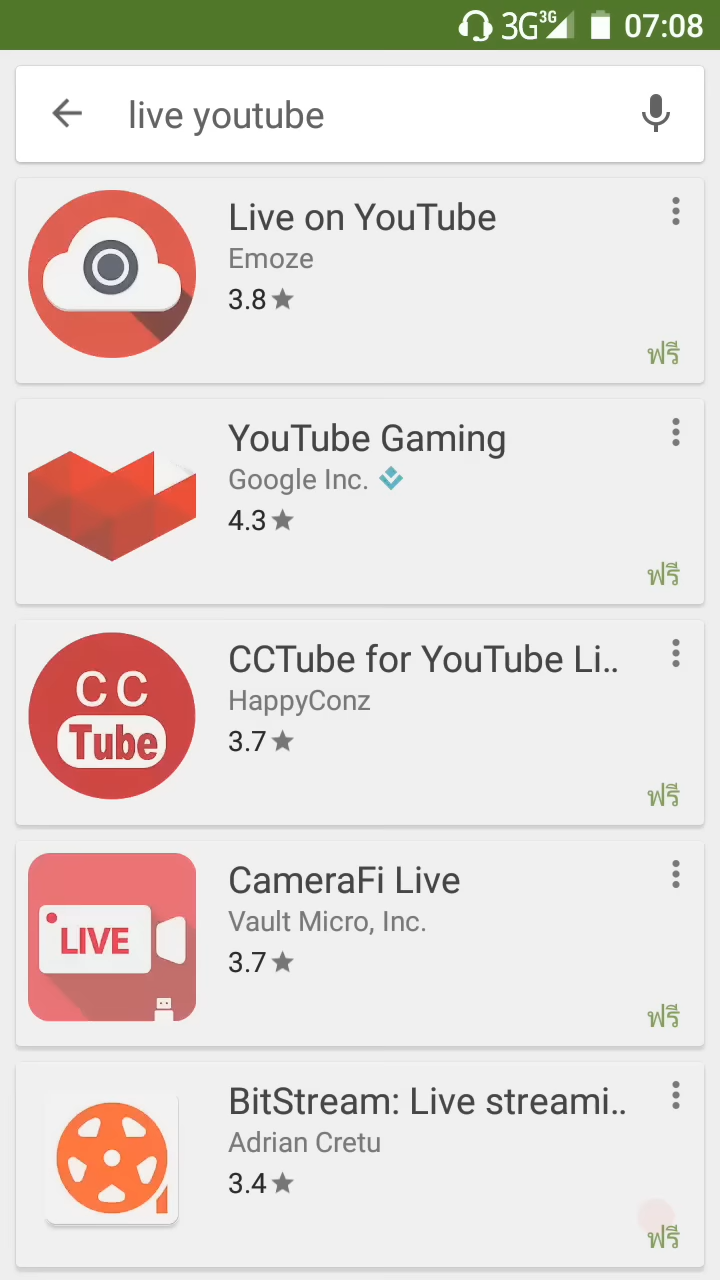 3G 3G 07:08
live youtube
Live on YouTube
Emoze
3.8
ฟรี
YouTube Gaming
Google Inc.
4.3
ฟรี
CC
Tube
CCTube for YouTube Li..
HappyConz
3.7
ฟรี
LIVE
CameraFi Live
Vault Micro, Inc.
3.7
ฟรี
BitStream: Live streami..
Adrian Cretu
3.4
ฟรี